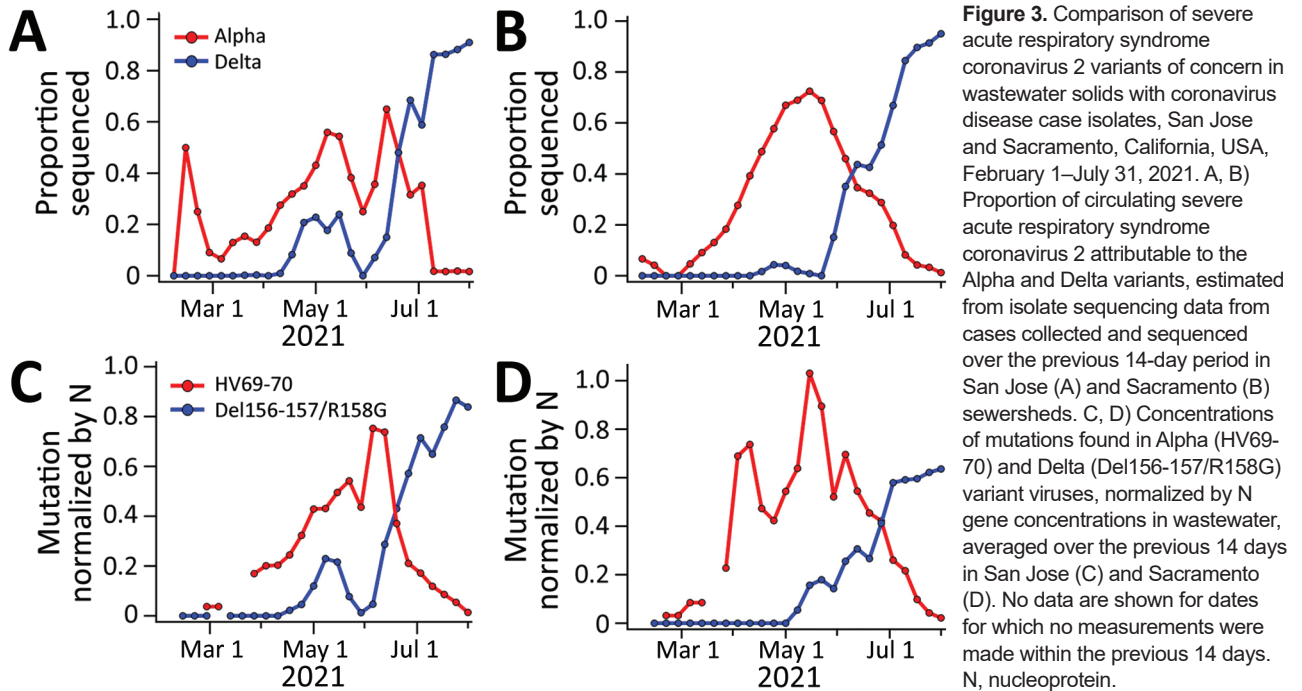 A
1.0
0.8
0.6
0.4
0.2
0
Proportion
sequenced
Alpha
Delta
Mar 1
May 1
Jul 1
2021
B
1.0
0.8
0.6
0.4
0.2
0
Proportion
sequenced
Mar 1
May 1
Jul 1
2021
C
1.0
0.8
0.6
0.4
0.2
0
Mutation
normalized by N
HV69-70
Del156-157/R158G
Mar 1
May 1
Jul 1
2021
D
1.0
0.8
0.6
0.4
0.2
0
Mutation
normalized by N
Mar 1
May 1
Jul 1
2021
Figure 3. Comparison of severe
acute respiratory syndrome
coronavirus 2 variants of concern in
wastewater solids with coronavirus
disease case isolates, San Jose
and Sacramento, California, USA,
February 1–July 31, 2021. A, B)
Proportion of circulating severe
acute respiratory syndrome
coronavirus 2 attributable to the
Alpha and Delta variants, estimated
from isolate sequencing data from
cases collected and sequenced
over the previous 14-day period in
San Jose (A) and Sacramento (B)
sewersheds. C, D) Concentrations
of mutations found in Alpha (HV69-
70) and Delta (Del156-157/R158G)
variant viruses, normalized by N
gene concentrations in wastewater,
averaged over the previous 14 days
in San Jose (C) and Sacramento
(D). No data are shown for dates
for which no measurements were
made within the previous 14 days.
N, nucleoprotein.